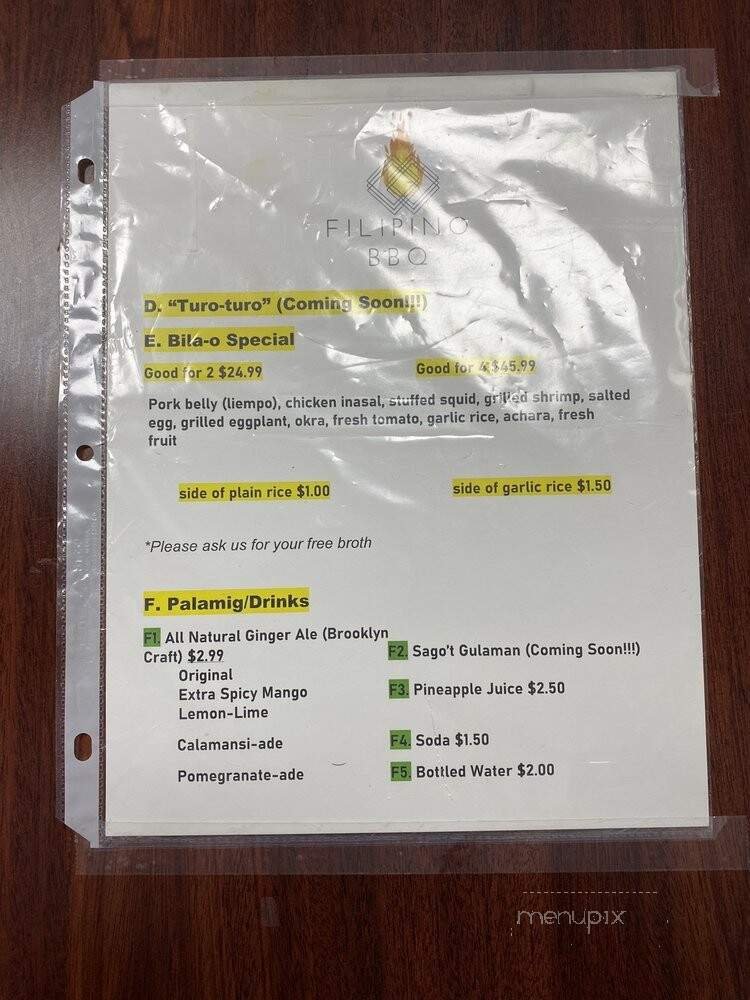 FILIPINO
BBQ
D. “Turo-turo” (Coming Soon!!!)
E. Bila-o Special
Good for 2 $24.99
Good for 4 $45.99
Pork belly (liempo), chicken inasal, stuffed squid, grilled shrimp, salted
egg, grilled eggplant, okra, fresh tomato, garlic rice, achara, fresh
fruit
side of plain rice $1.00
side of garlic rice $1.50
*Please ask us for your free broth
F. Palamig/Drinks
F1. All Natural Ginger Ale (Brooklyn
Craft) $2.99
Original
Extra Spicy Mango
Lemon-Lime
Calamansi-ade
Pomegranate-ade
F2. Sago't Gulaman (Coming Soon!!!)
F3. Pineapple Juice $2.50
F4. Soda $1.50
F5. Bottled Water $2.00
menupix